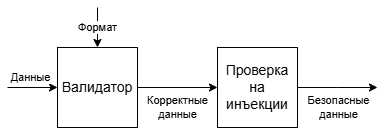 Формат
Данные
Валидатор
Корректные
данные
Проверка
на
инъекции
Безопасные
данные